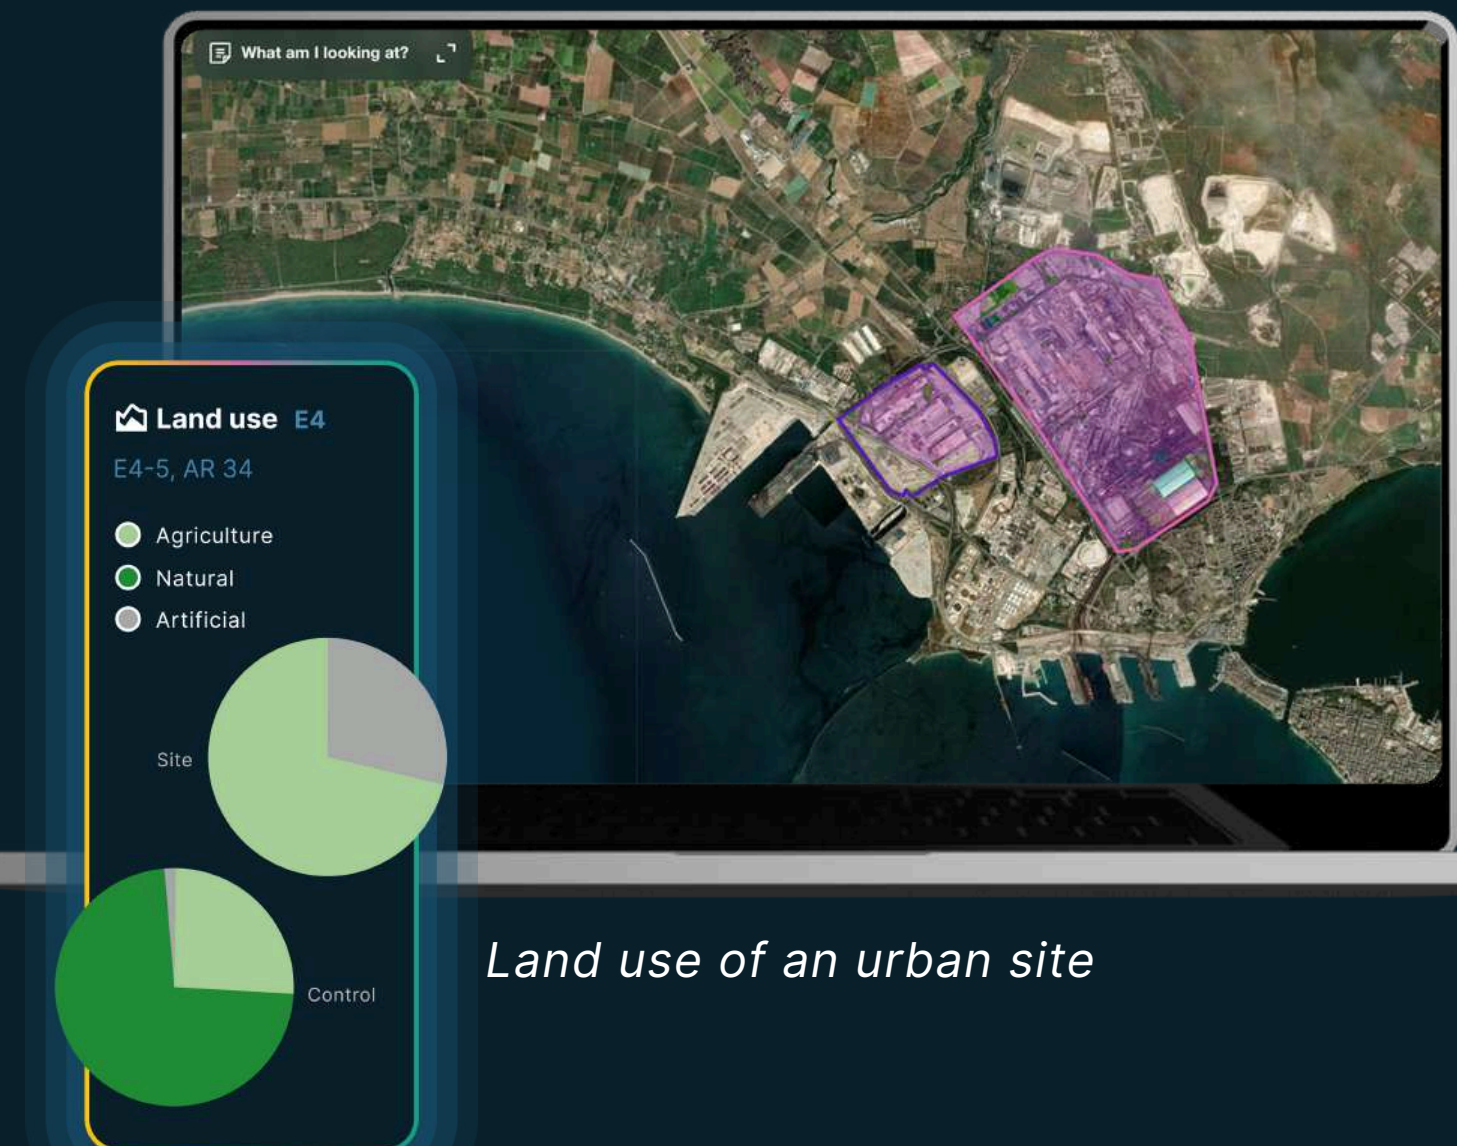 What am I looking at?
Land use E4
E4-5, AR 34
Agriculture
Natural
Artificial
Site
Control
Land use of an urban site